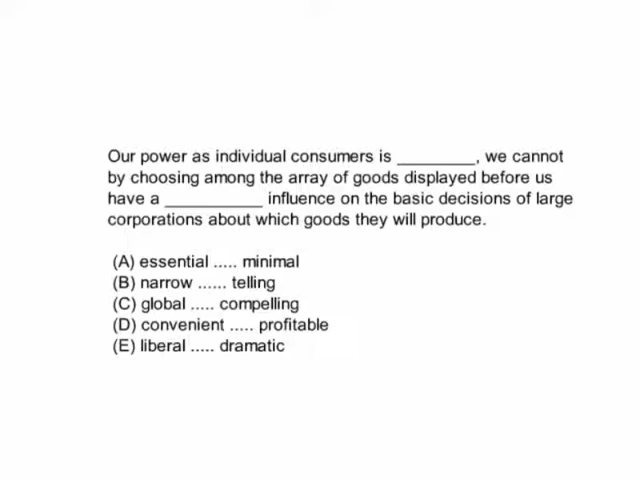 Our power as individual consumers is _________, we cannot
by choosing among the array of goods displayed before us
have a ___________ influence on the basic decisions of large
corporations about which goods they will produce.
(A) essential ..... minimal
(B) narrow ...... telling
(C) global ..... compelling
(D) convenient ..... profitable
(E) liberal ..... dramatic